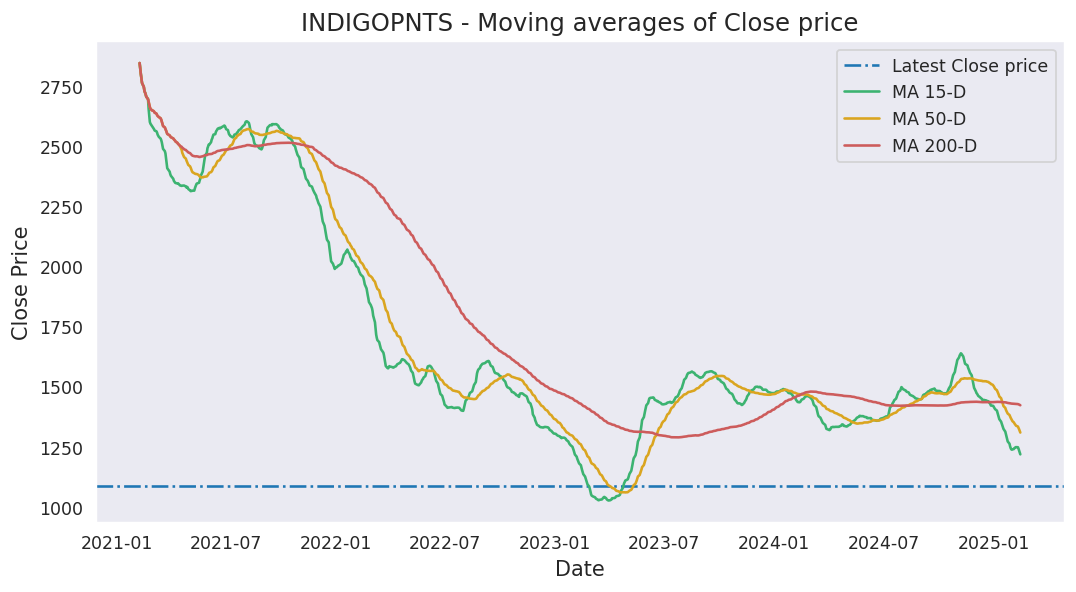 INDIGOPNTS - Moving averages of Close price
Latest Close price
MA 15-D
MA 50-D
MA 200-D
Close Price
2750
2500
2250
2000
1750
1500
1250
1000
2021-01 2021-07 2022-01 2022-07 2023-01 2023-07 2024-01 2024-07 2025-01
Date